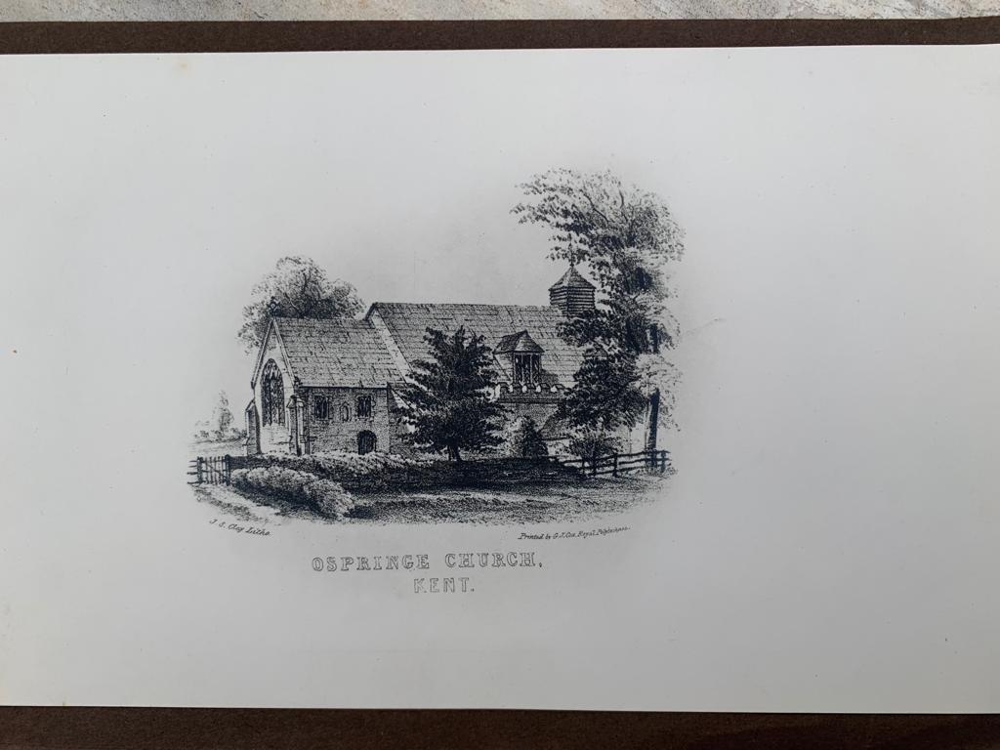 J. S. Clay Litho.
Printed by G. J. Cox, Royal Polytechnic.
OSPRINGE CHURCH,
KENT.